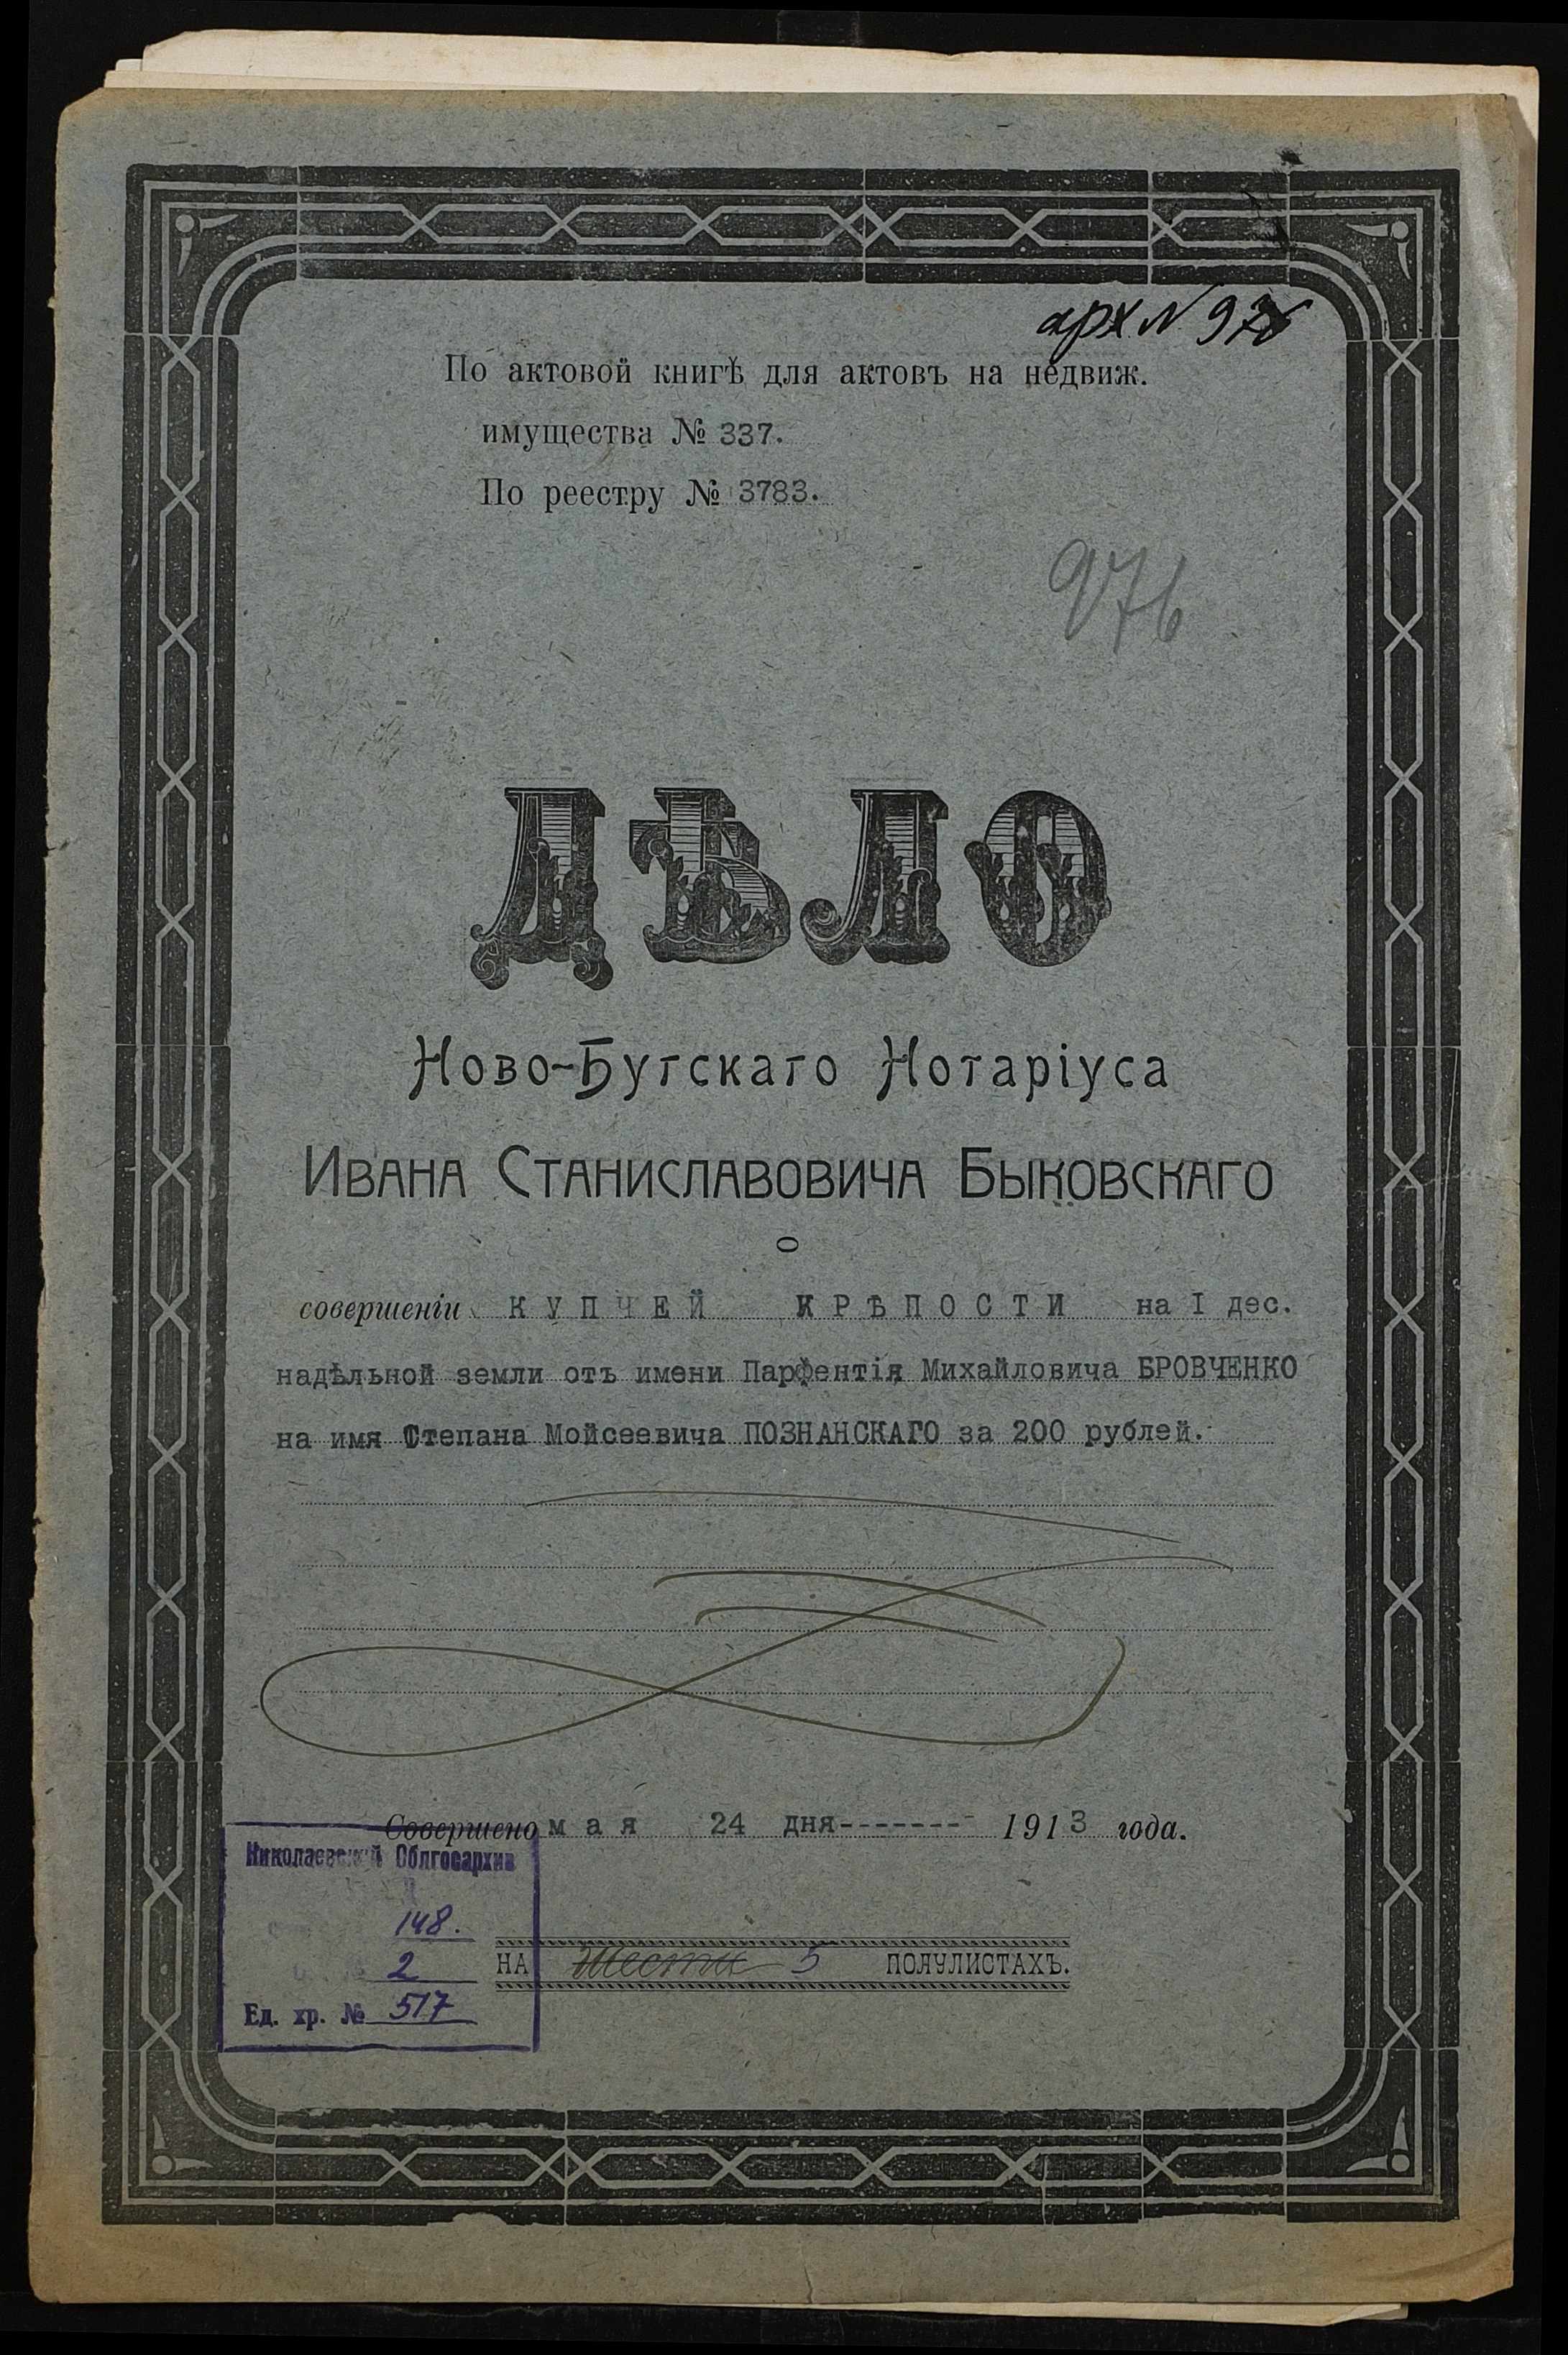 арх N 976
По актовой книгѣ для актовъ на недвиж.
имущества № 337.
По реестру № 3783.
976
ДѢЛО
Ново-Бугскаго Нотаріуса
Ивана Станиславовича Быковскаго
о
совершеніи КУПЧЕЙ КРѢПОСТИ на I дес.
надѣльной земли отъ имени Парфентія Михайловича БРОВЧЕНКО
на имя Степана Мойсеевича ПОЗНАНСКАГО за 200 рублей.
Совершено мая 24 дня------- 1913 года.
Николаевский Облгосархив
148.
2
НА Шести 5 ПОЛУЛИСТАХЪ.
Ед. хр. № 517